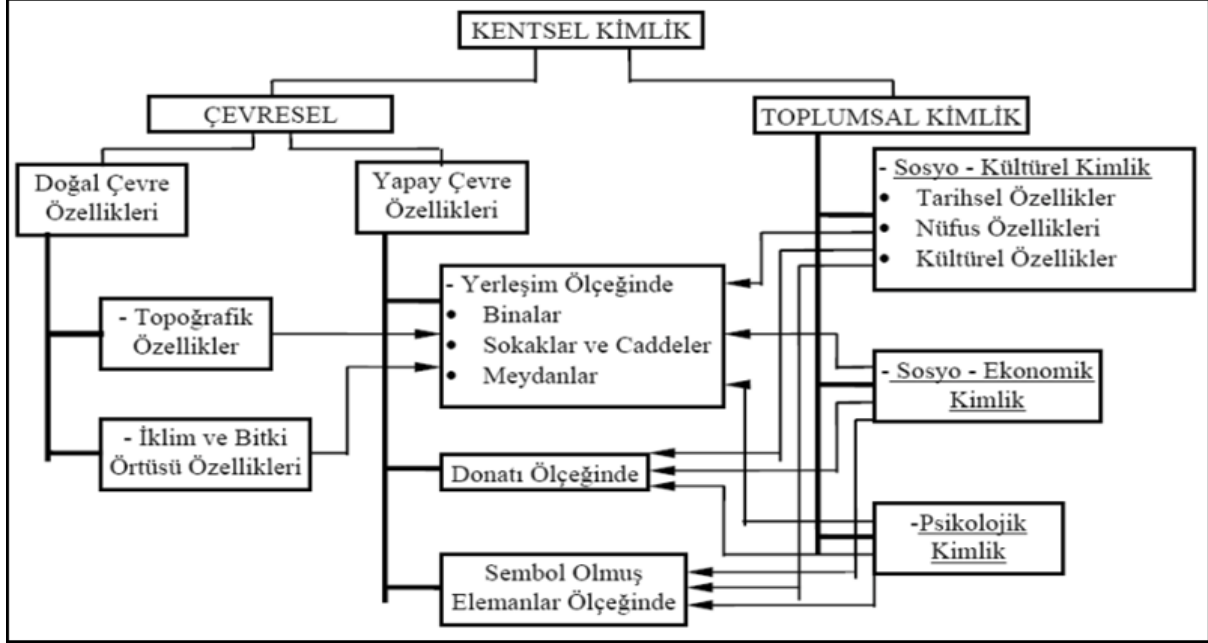 KENTSEL KİMLİK
ÇEVRESEL
TOPLUMSAL KİMLİK
Doğal Çevre
Özellikleri
Yapay Çevre
Özellikleri
- Sosyo - Kültürel Kimlik
• Tarihsel Özellikler
• Nüfus Özellikleri
• Kültürel Özellikler
- Yerleşim Ölçeğinde
• Binalar
• Sokaklar ve Caddeler
• Meydanlar
- Topoğrafik
Özellikler
- Sosyo - Ekonomik
Kimlik
- İklim ve Bitki
Örtüsü Özellikleri
Donatı Ölçeğinde
-Psikolojik
Kimlik
Sembol Olmuş
Elemanlar Ölçeğinde